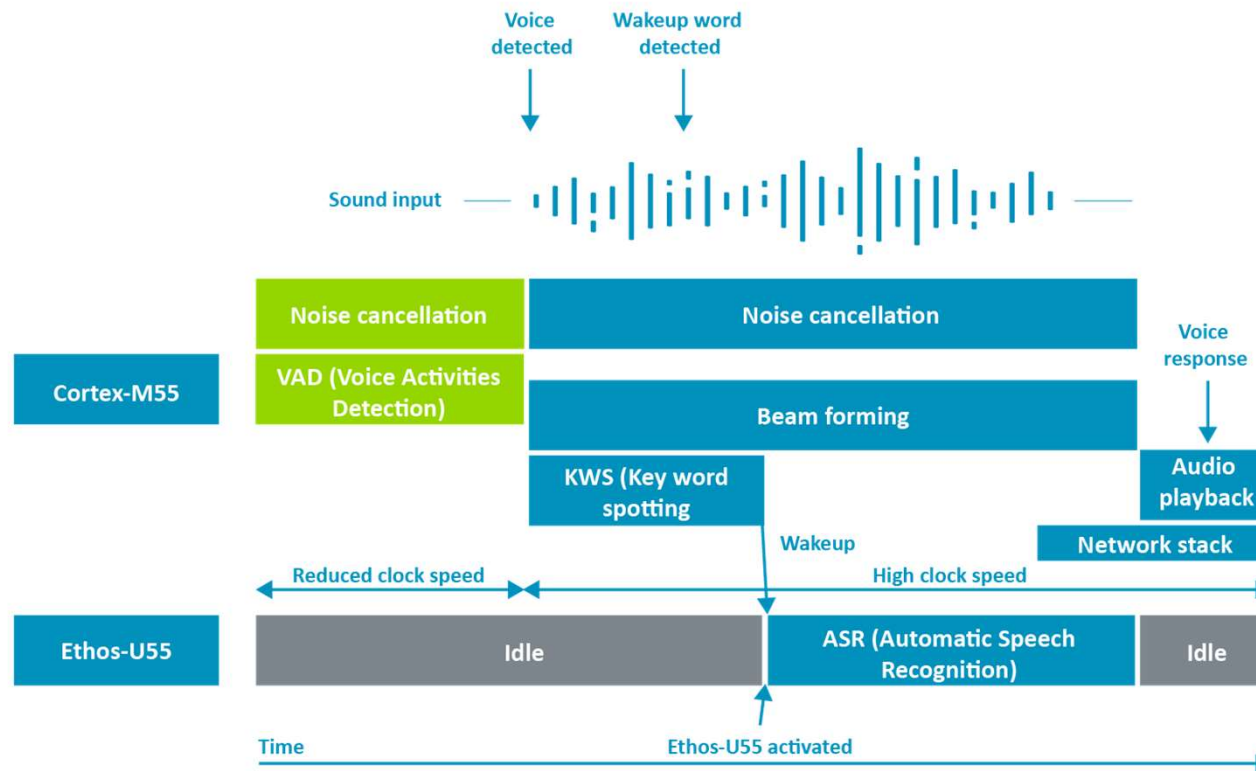 Voice
detected
Wakeup word
detected
Sound input
Noise cancellation
Noise cancellation
Voice
response
Cortex-M55
VAD (Voice Activities
Detection)
Beam forming
KWS (Key word
spotting
Audio
playback
Wakeup
Network stack
Reduced clock speed
High clock speed
Ethos-U55
Idle
ASR (Automatic Speech
Recognition)
Idle
Time
Ethos-U55 activated